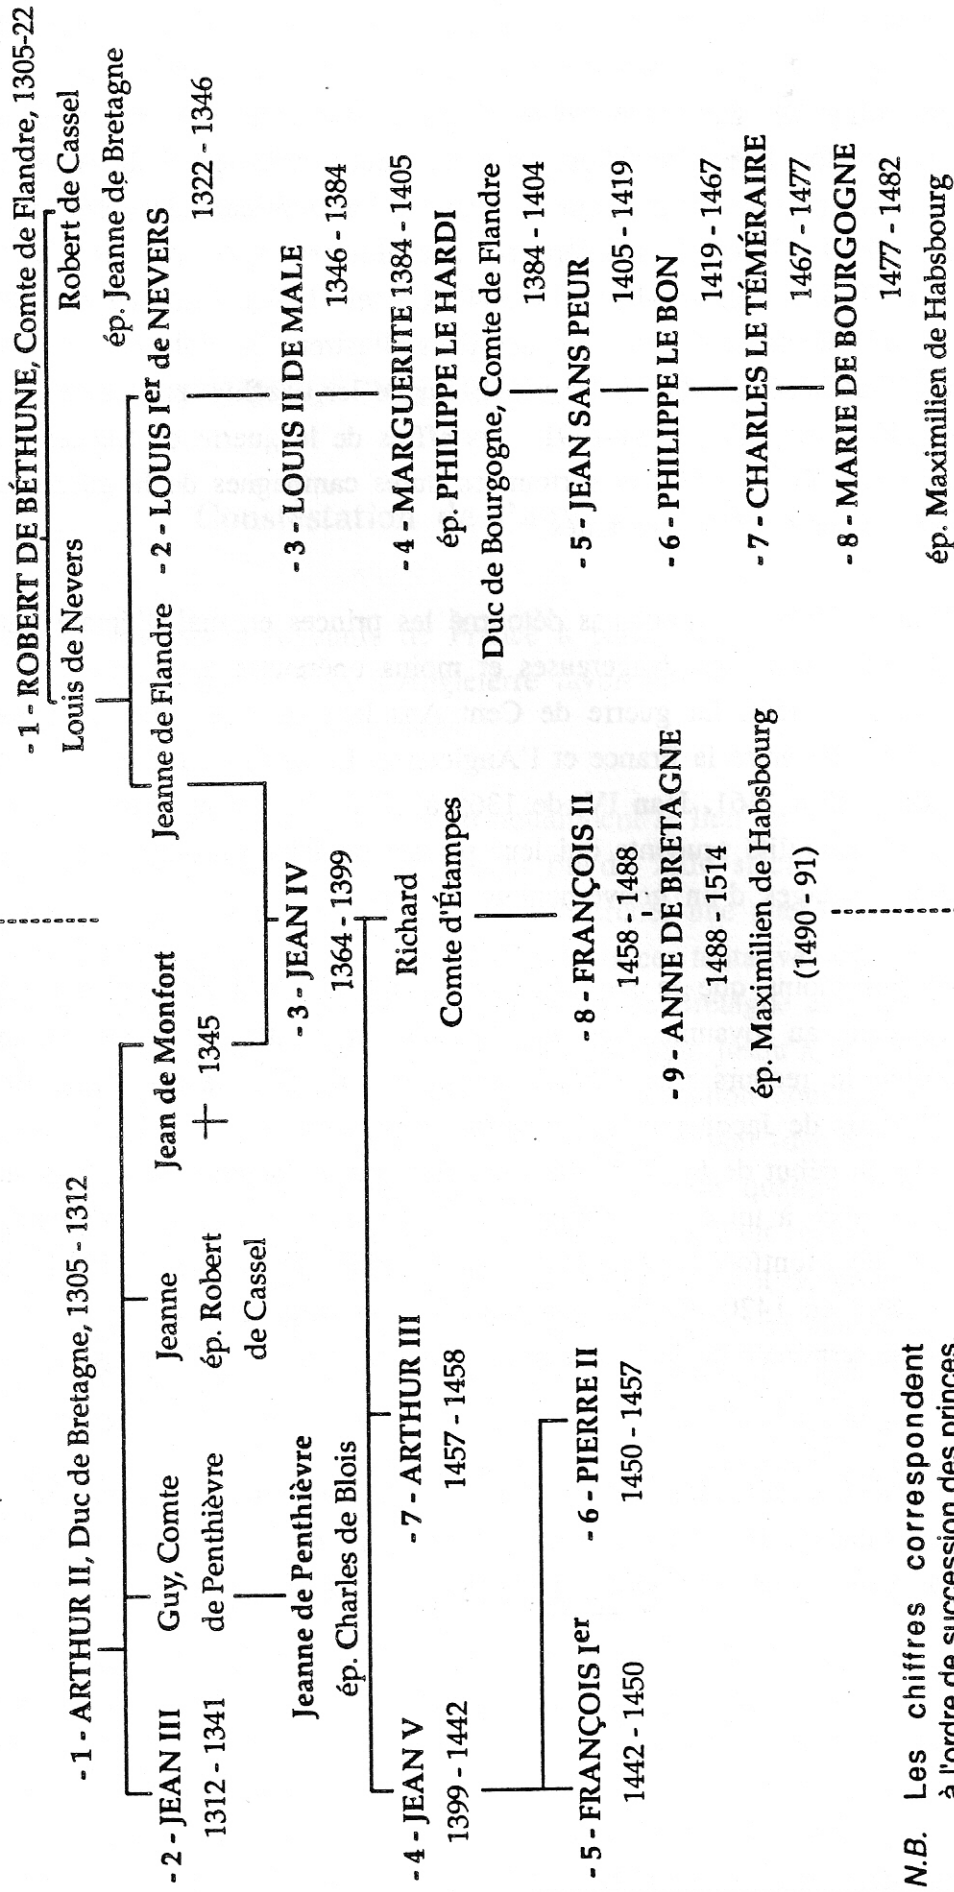 - 1 - ARTHUR II, Duc de Bretagne, 1305 - 1312
- 2 - JEAN III
1312 - 1341
Guy, Comte
de Penthièvre
Jeanne
ép. Robert
de Cassel
Jean de Monfort
1345
Jeanne de Penthièvre
ép. Charles de Blois
- 3 - JEAN IV
1364 - 1399
- 4 - JEAN V
1399 - 1442
- 7 - ARTHUR III
1457 - 1458
Richard
Comte d'Étampes
- 5 - FRANÇOIS Ier
1442 - 1450
- 6 - PIERRE II
1450 - 1457
- 8 - FRANÇOIS II
1458 - 1488
- 9 - ANNE DE BRETAGNE
1488 - 1514
ép. Maximilien de Habsbourg
(1490 - 91)
- 1 - ROBERT DE BÉTHUNE, Comte de Flandre, 1305-22
Louis de Nevers
Robert de Cassel
ép. Jeanne de Bretagne
Jeanne de Flandre
- 2 - LOUIS Ier de NEVERS
1322 - 1346
- 3 - LOUIS II DE MALE
1346 - 1384
- 4 - MARGUERITE 1384 - 1405
ép. PHILIPPE LE HARDI
Duc de Bourgogne, Comte de Flandre
1384 - 1404
- 5 - JEAN SANS PEUR
1405 - 1419
- 6 - PHILIPPE LE BON
1419 - 1467
- 7 - CHARLES LE TÉMÉRAIRE
1467 - 1477
- 8 - MARIE DE BOURGOGNE
1477 - 1482
ép. Maximilien de Habsbourg
N.B. Les chiffres correspondent
à l'ordre de succession des princes